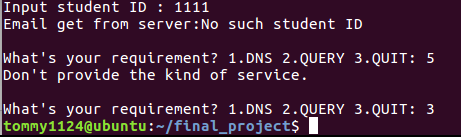 Input student ID : 1111
Email get from server:No such student ID
What's your requirement? 1.DNS 2.QUERY 3.QUIT: 5
Don't provide the kind of service.
What's your requirement? 1.DNS 2.QUERY 3.QUIT: 3
tommy1124@ubuntu:~/final_project$